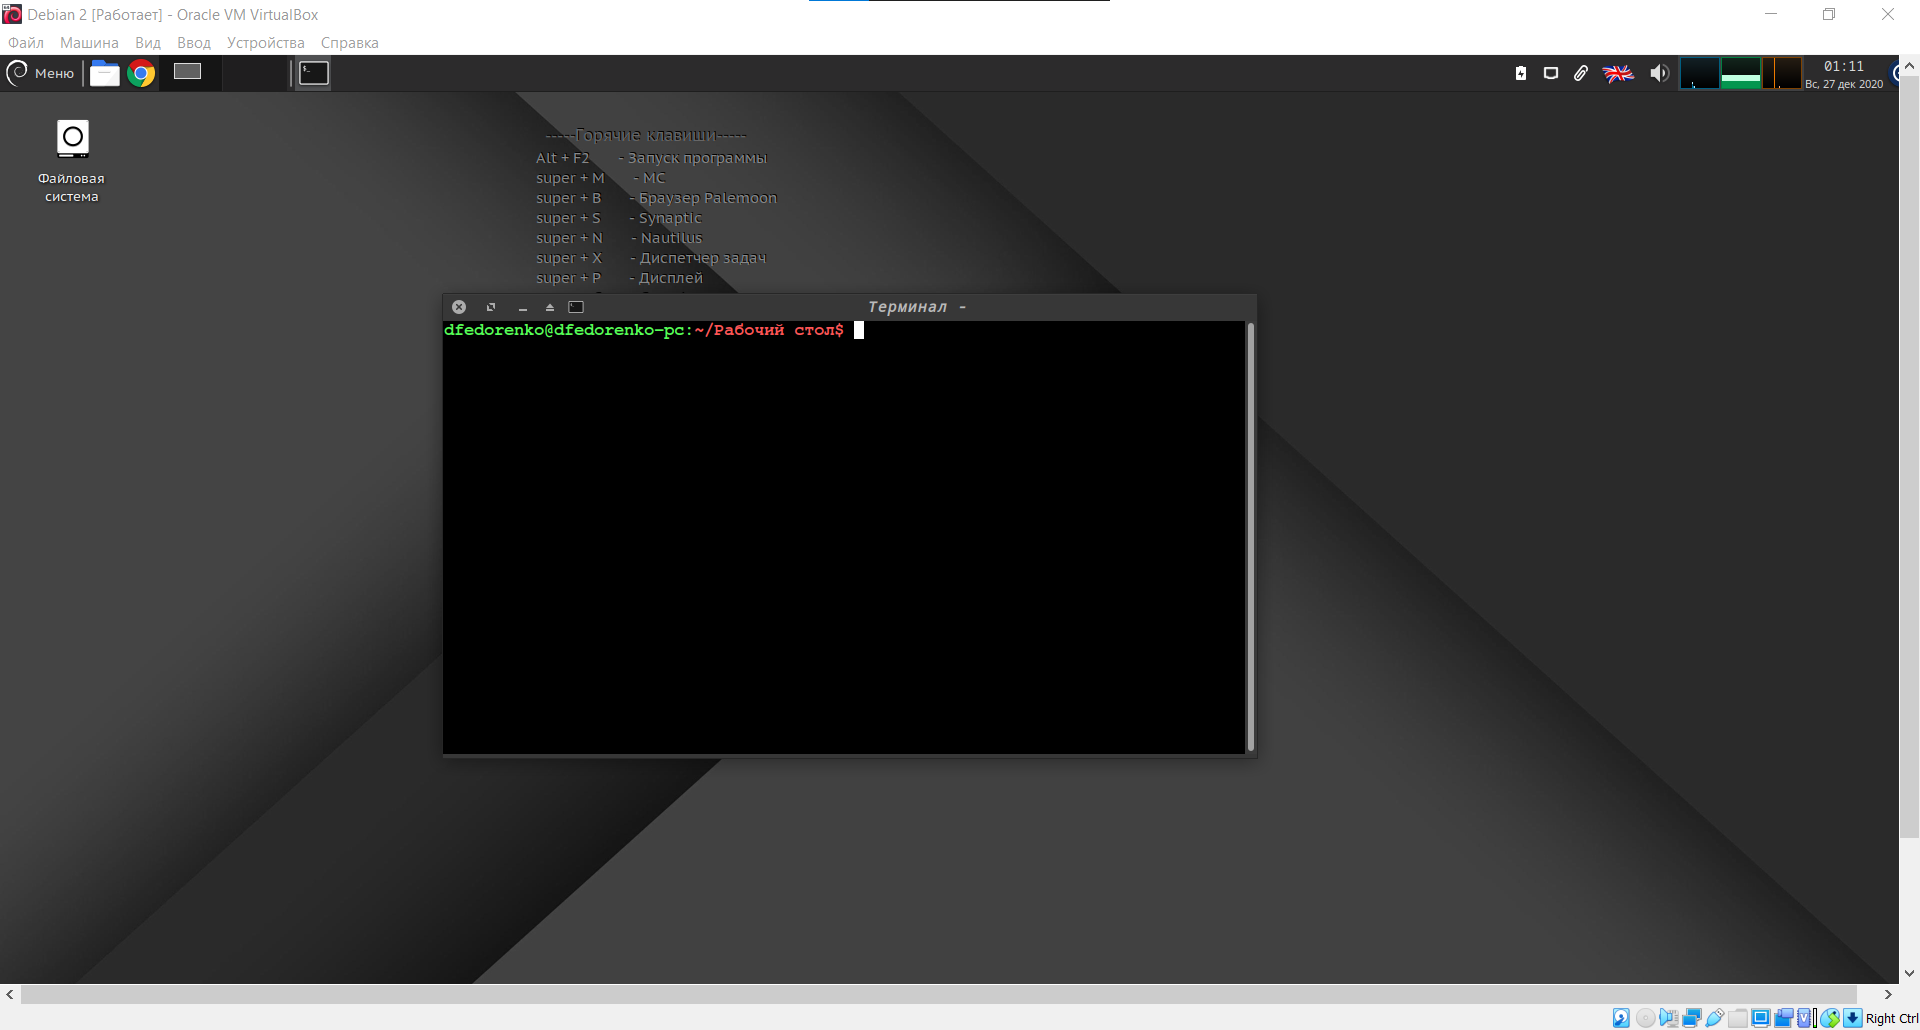 Debian 2 [Работает] - Oracle VM VirtualBox
Файл Машина Вид Ввод Устройства Справка
Меню
01:11
Вс, 27 дек 2020
Файловая
система
-----Горячие клавиши-----
Alt + F2 - Запуск программы
super + M - MC
super + B - Браузер Palemoon
super + S - Synaptic
super + N - Nautilus
super + X - Диспетчер задач
super + P - Дисплей
Терминал -
dfedorenko@dfedorenko-pc:~/Рабочий стол$
Right Ctrl